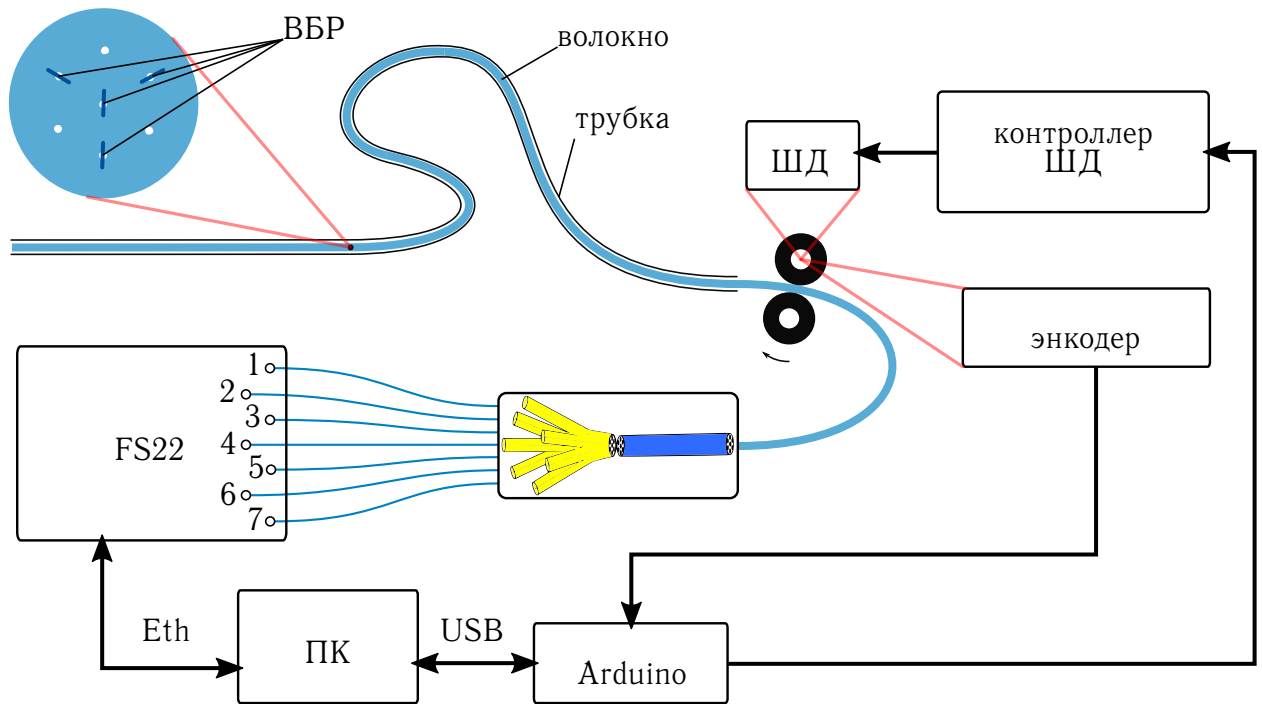 ВБР
волокно
трубка
ШД
контроллер
ШД
энкодер
FS22
1
2
3
4
5
6
7
Eth
ПК
USB
Arduino